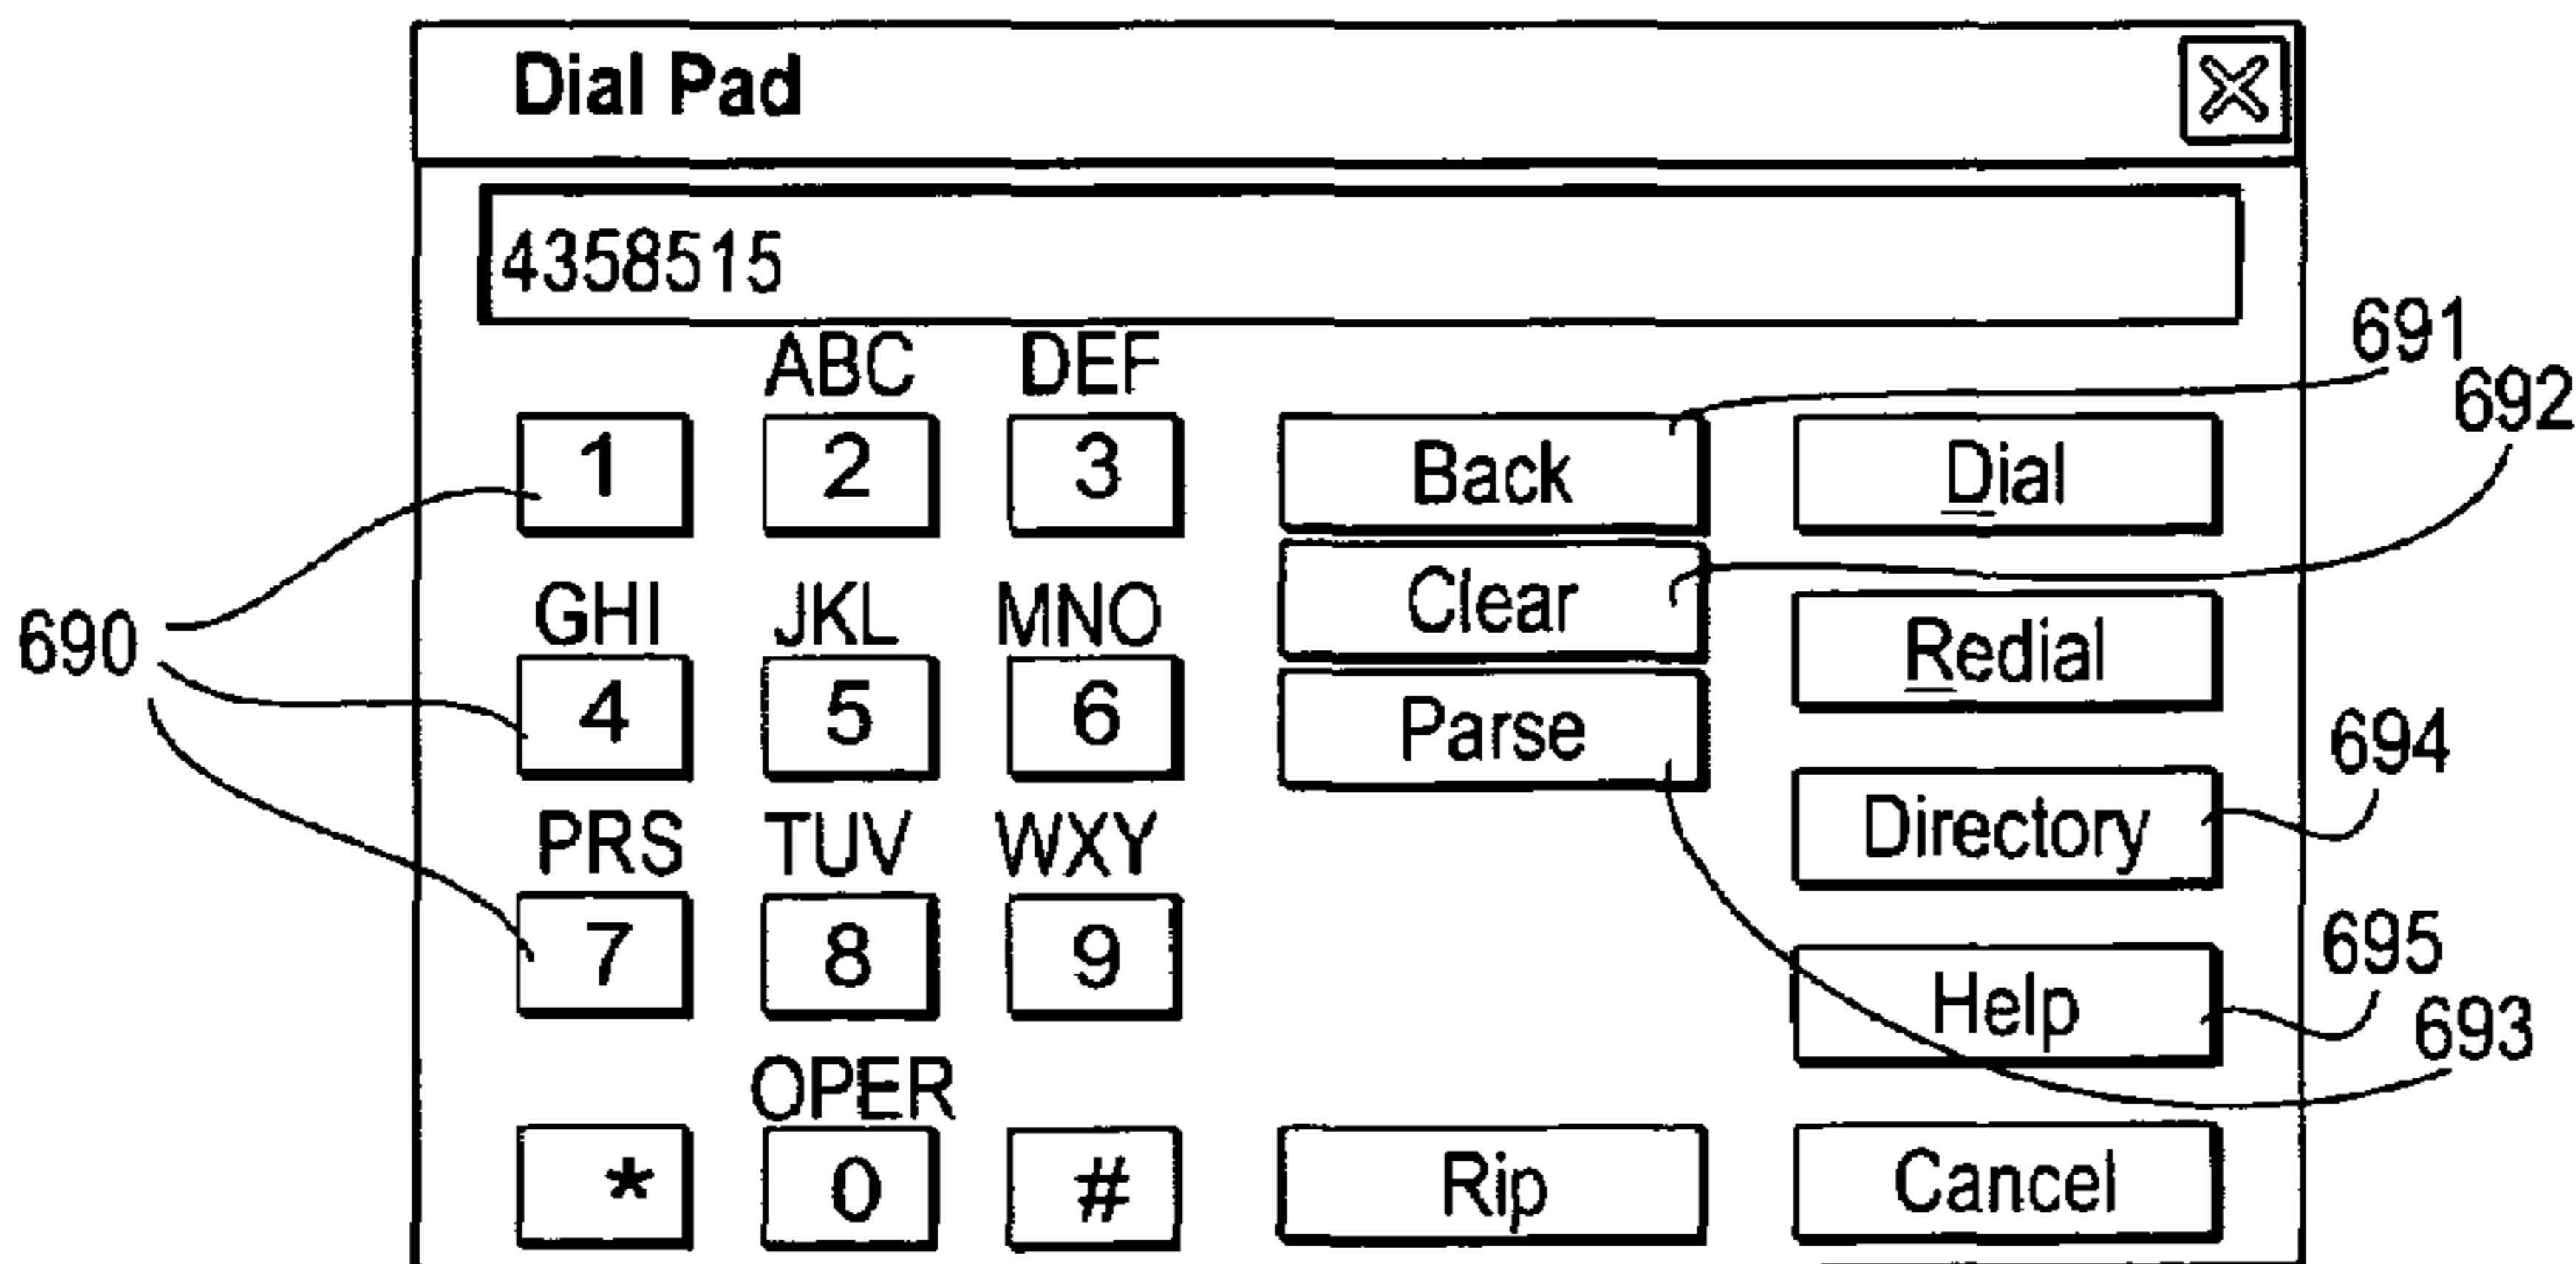 Dial Pad
4358515
691
ABC DEF
692
1 2 3 Back Dial
Clear
690
GHI JKL MNO
Redial
4 5 6 Parse
694
PRS TUV WXY Directory
695
7 8 9 Help
693
OPER
* 0 # Rip Cancel